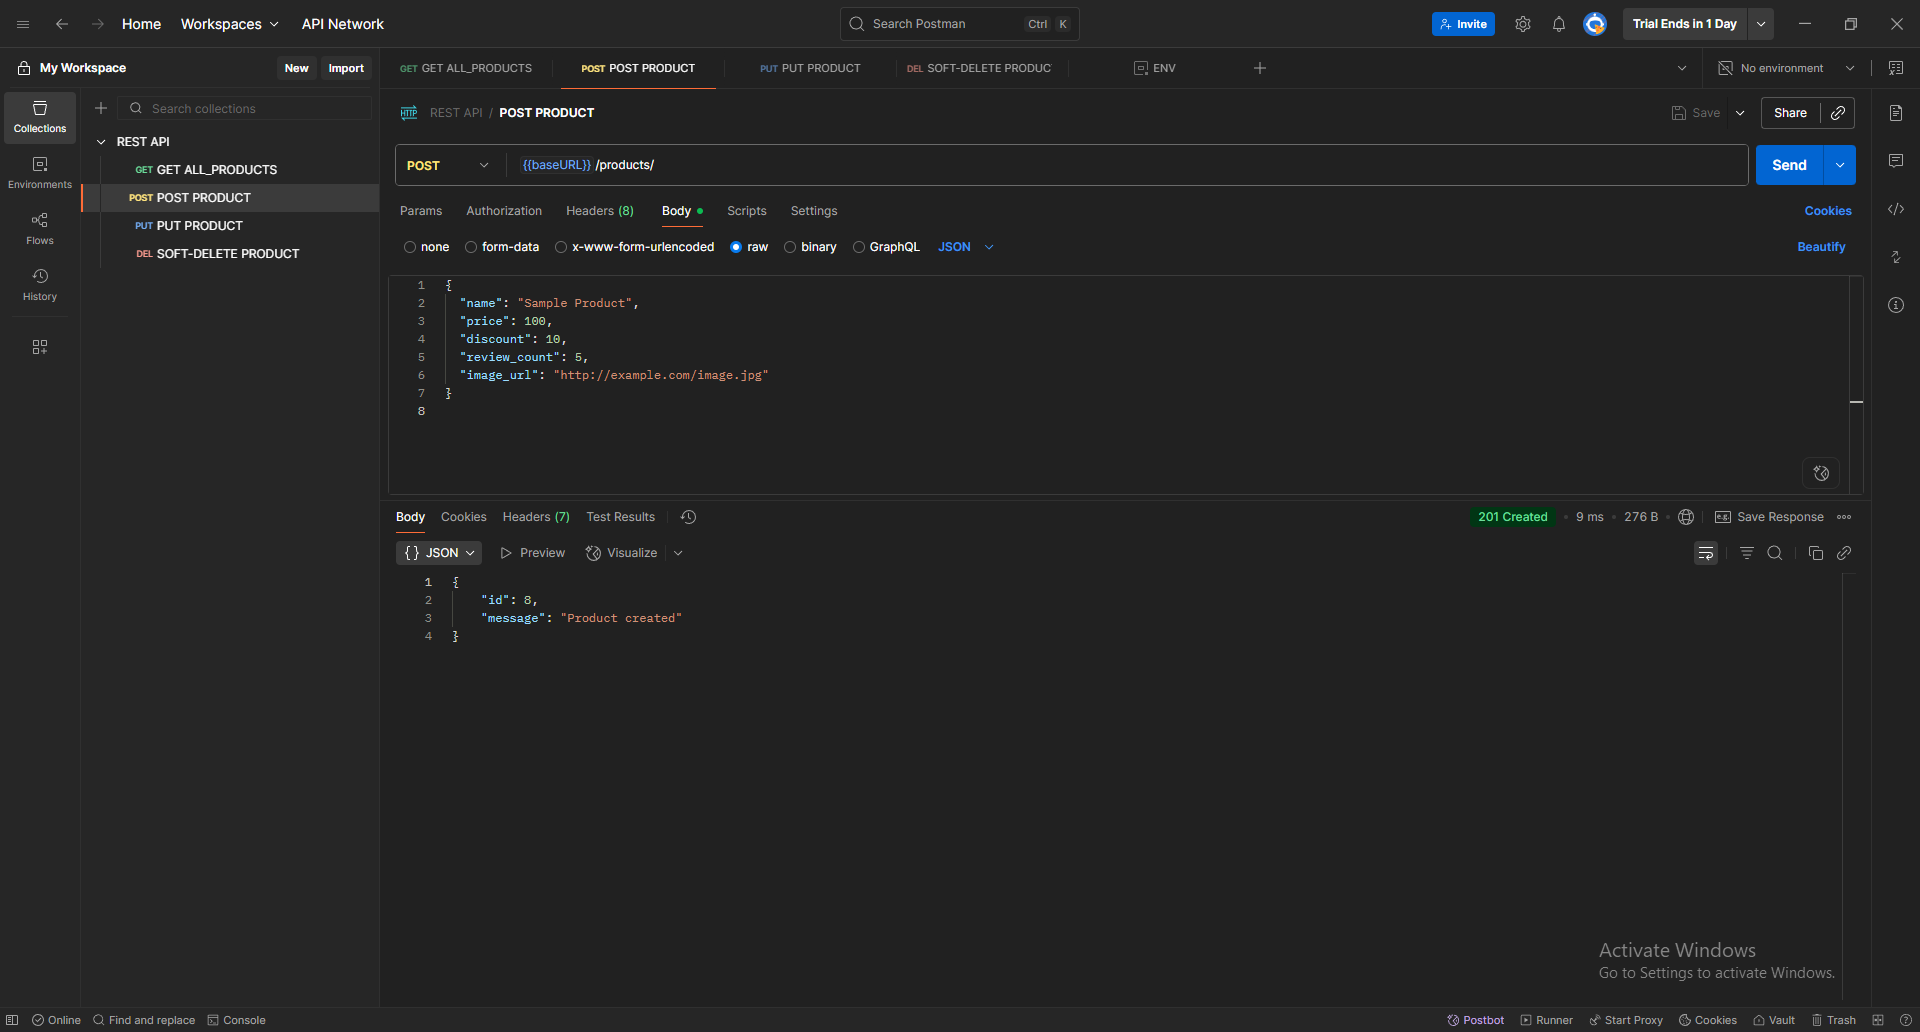 Home Workspaces API Network Search Postman Ctrl K Invite Trial Ends in 1 Day
My Workspace New Import GET GET ALL_PRODUCTS POST POST PRODUCT PUT PUT PRODUCT DEL SOFT-DELETE PRODUC ENV No environment
Collections
Environments
Flows
History
Search collections
REST API
GET GET ALL_PRODUCTS
POST POST PRODUCT
PUT PUT PRODUCT
DEL SOFT-DELETE PRODUCT
HTTP REST API / POST PRODUCT Save Share
POST {{baseURL}} /products/ Send
Params Authorization Headers (8) Body Scripts Settings Cookies
none form-data x-www-form-urlencoded raw binary GraphQL JSON Beautify
1 {
2 "name": "Sample Product",
3 "price": 100,
4 "discount": 10,
5 "review_count": 5,
6 "image_url": "http://example.com/image.jpg"
7 }
8
Body Cookies Headers (7) Test Results 201 Created • 9 ms • 276 B e.g. Save Response
{} JSON Preview Visualize
1 {
2 "id": 8,
3 "message": "Product created"
4 }
Activate Windows
Go to Settings to activate Windows.
Online Find and replace Console Postbot Runner Start Proxy Cookies Vault Trash